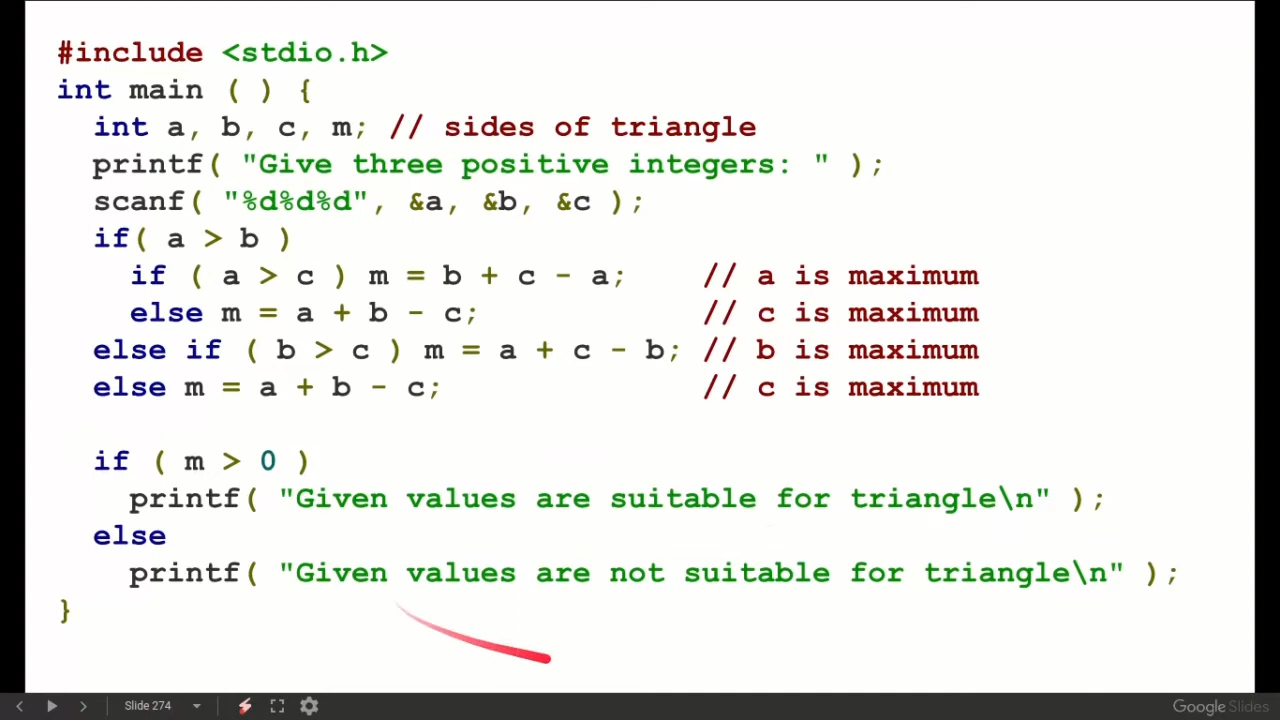 #include <stdio.h>
int main ( ) {
  int a, b, c, m; // sides of triangle
  printf( "Give three positive integers: " );
  scanf( "%d%d%d", &a, &b, &c );
  if( a > b )
    if ( a > c ) m = b + c - a;    // a is maximum
    else m = a + b - c;            // c is maximum
  else if ( b > c ) m = a + c - b; // b is maximum
  else m = a + b - c;              // c is maximum
  if ( m > 0 )
    printf( "Given values are suitable for triangle\n" );
  else
    printf( "Given values are not suitable for triangle\n" );
}
Slide 274
Google Slides